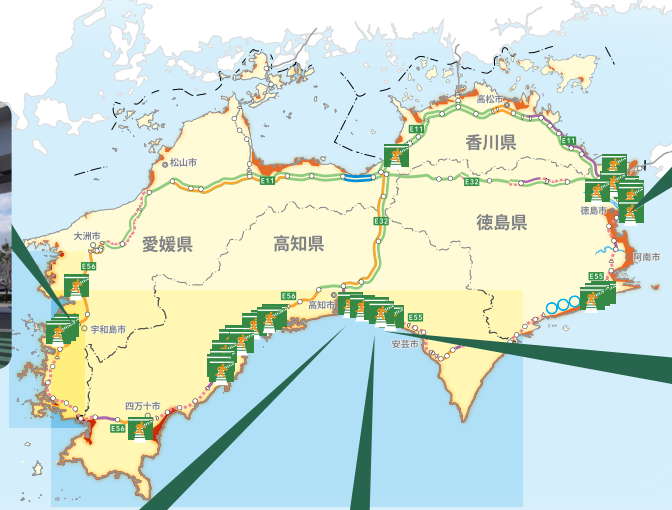 高松市
E11
香川県
E11
松山市
E11
E32
徳島市
E32
徳島県
大洲市
愛媛県
高知県
阿南市
E56
E55
E56
高知市
E55
宇和島市
安芸市
四万十市
E56